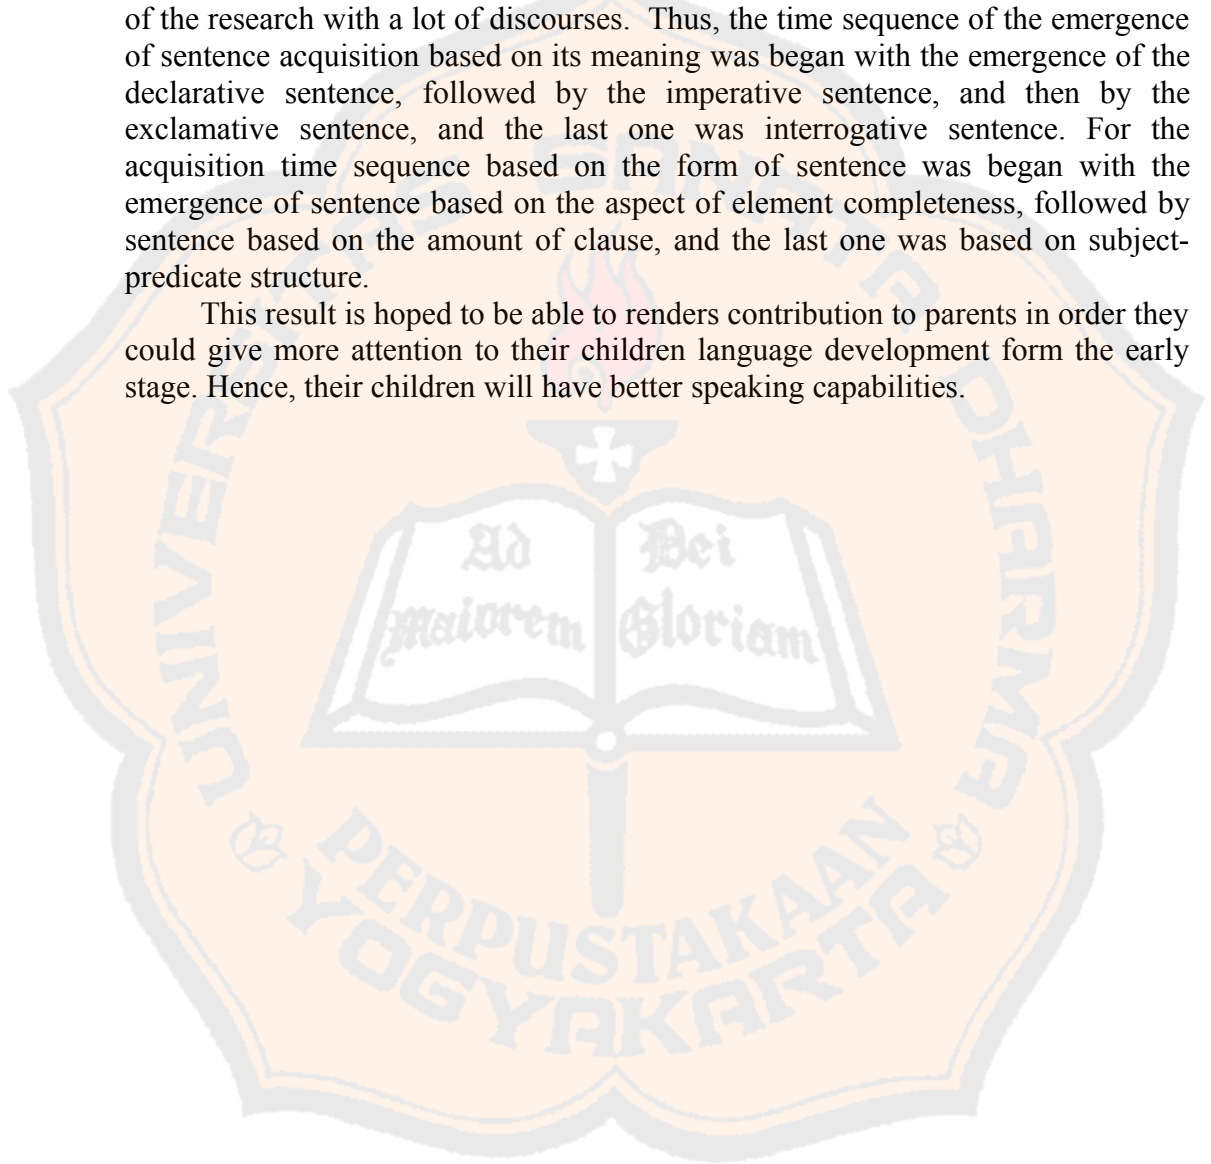 of the research with a lot of discourses. Thus, the time sequence of the emergence
of sentence acquisition based on its meaning was began with the emergence of the
declarative sentence, followed by the imperative sentence, and then by the
exclamative sentence, and the last one was interrogative sentence. For the
acquisition time sequence based on the form of sentence was began with the
emergence of sentence based on the aspect of element completeness, followed by
sentence based on the amount of clause, and the last one was based on subject-
predicate structure.
This result is hoped to be able to renders contribution to parents in order they
could give more attention to their children language development form the early
stage. Hence, their children will have better speaking capabilities.
UNIVERSITAS SANATA DHARMA
Ad Dei
Maiorem Gloriam
PERPUSTAKAAN
YOGYAKARTA